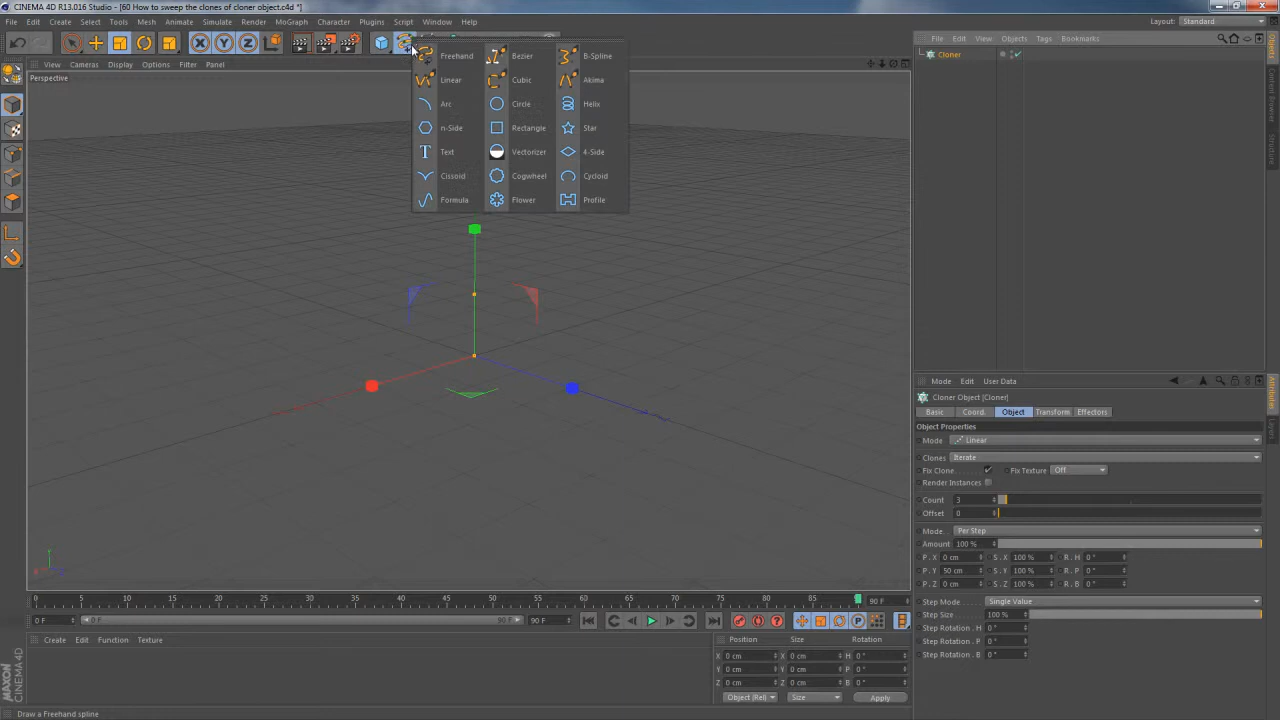 CINEMA 4D R13.016 Studio - [60 How to sweep the clones of cloner object.c4d *]
File Edit Create Select Tools Mesh Animate Simulate Render MoGraph Character Plugins Script Window Help
Layout: Standard
File Edit View Objects Tags Bookmarks
Cloner
View Cameras Display Options Filter Panel
Perspective
Freehand Bezier B-Spline
Linear Cubic Akima
Arc Circle Helix
n-Side Rectangle Star
Text Vectorizer 4-Side
Cissoid Cogwheel Cycloid
Formula Flower Profile
Objects
Content Browser
Structure
Mode Edit User Data
Cloner Object [Cloner]
Basic Coord. Object Transform Effectors
Object Properties
Mode Linear
Clones Iterate
Fix Clone Fix Texture Off
Render Instances
Count 3
Offset 0
Mode Per Step
Amount 100 %
P . X 0 cm S . X 100 % R . H 0 °
P . Y 50 cm S . Y 100 % R . P 0 °
P . Z 0 cm S . Z 100 % R . B 0 °
Step Mode Single Value
Step Size 100 %
Step Rotation . H 0 °
Step Rotation . P 0 °
Step Rotation . B 0 °
Attributes
Layers
0 5 10 15 20 25 30 35 40 45 50 55 60 65 70 75 80 85 90 90 F
0 F 0 F 90 F 90 F
Create Edit Function Texture
Position Size Rotation
X 0 cm X 0 cm H 0 °
Y 0 cm Y 0 cm P 0 °
Z 0 cm Z 0 cm B 0 °
Object (Rel) Size Apply
MAXON CINEMA 4D
Draw a Freehand spline